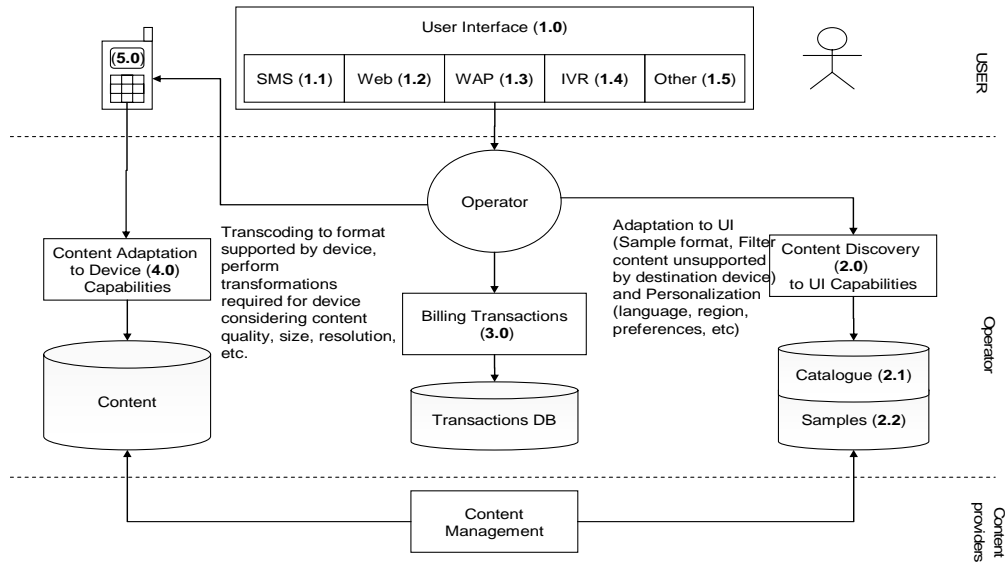 User Interface (1.0)
(5.0)
SMS (1.1)
Web (1.2)
WAP (1.3)
IVR (1.4)
Other (1.5)
USER
Operator
Transcoding to format
supported by device,
perform
transformations
required for device
considering content
quality, size, resolution,
etc.
Adaptation to UI
(Sample format, Filter
content unsupported
by destination device)
and Personalization
(language, region,
preferences, etc)
Content Adaptation
to Device (4.0)
Capabilities
Content Discovery
(2.0)
to UI Capabilities
Billing Transactions
(3.0)
Operator
Content
Transactions DB
Catalogue (2.1)
Samples (2.2)
Content
Management
Content
providers